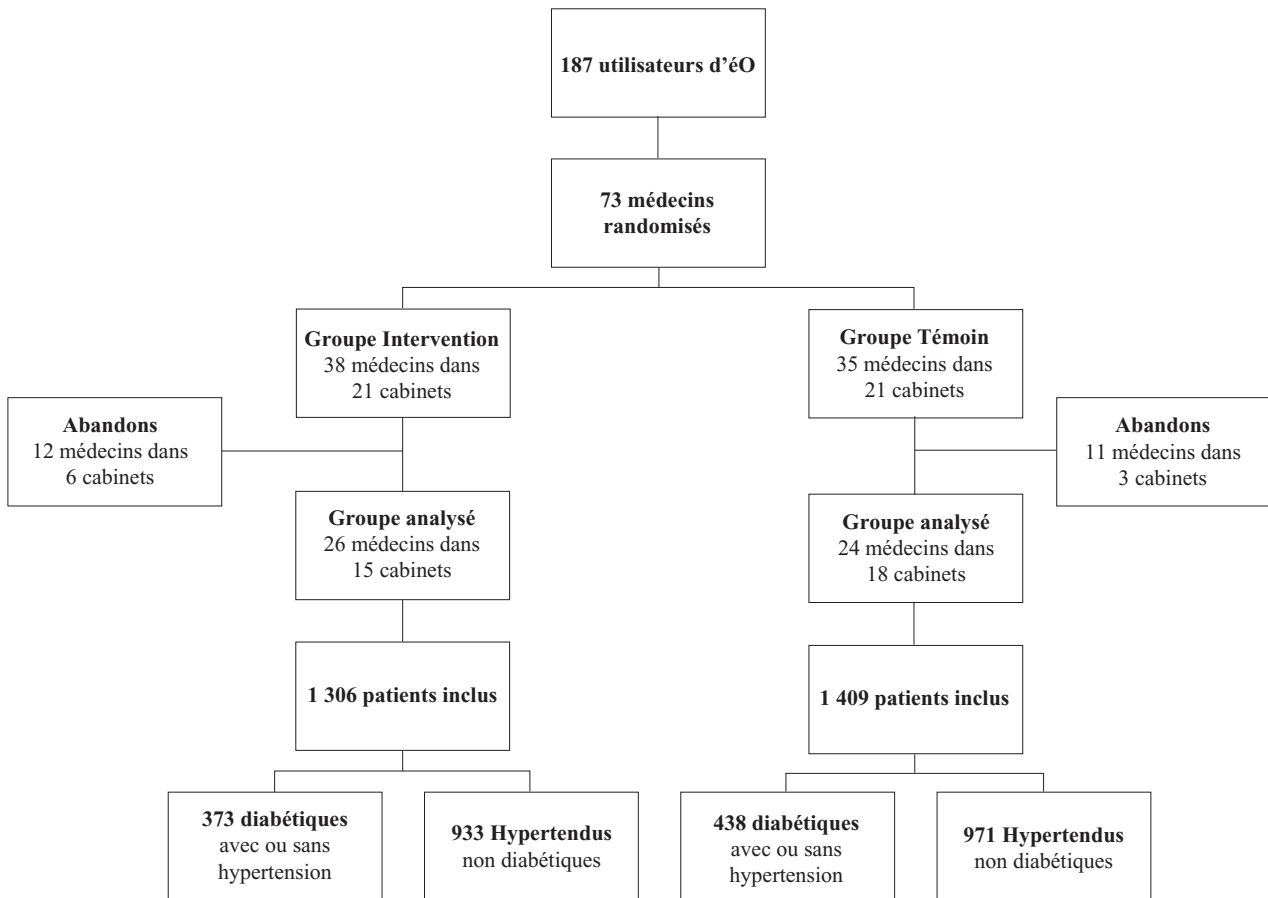 187 utilisateurs d'éO
73 médecins
randomisés
Groupe Intervention
38 médecins dans
21 cabinets
Groupe Témoin
35 médecins dans
21 cabinets
Abandons
12 médecins dans
6 cabinets
Abandons
11 médecins dans
3 cabinets
Groupe analysé
26 médecins dans
15 cabinets
Groupe analysé
24 médecins dans
18 cabinets
1 306 patients inclus
1 409 patients inclus
373 diabétiques
avec ou sans
hypertension
933 Hypertendus
non diabétiques
438 diabétiques
avec ou sans
hypertension
971 Hypertendus
non diabétiques